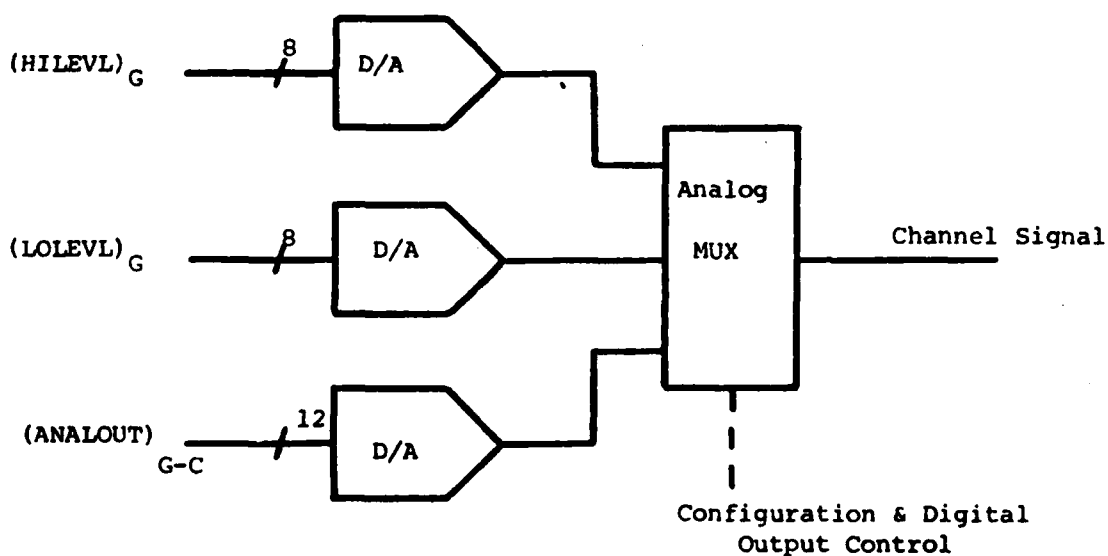 (HILEVL)G
8
D/A
(LOLEVL)G
8
D/A
(ANALOUT)
G-C
12
D/A
Analog
MUX
Channel Signal
Configuration & Digital
Output Control